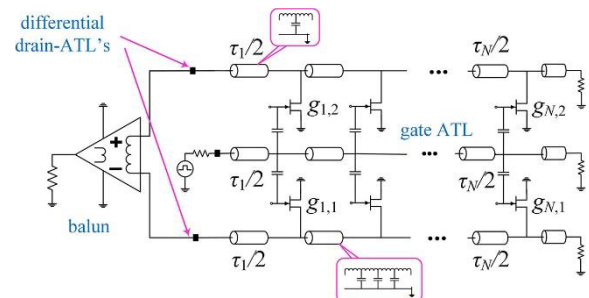 differential
drain-ATL's
τ1/2
τN/2
g1,2
gN,2
gate ATL
+
−
τ1/2
τN/2
balun
g1,1
gN,1
τ1/2
τN/2